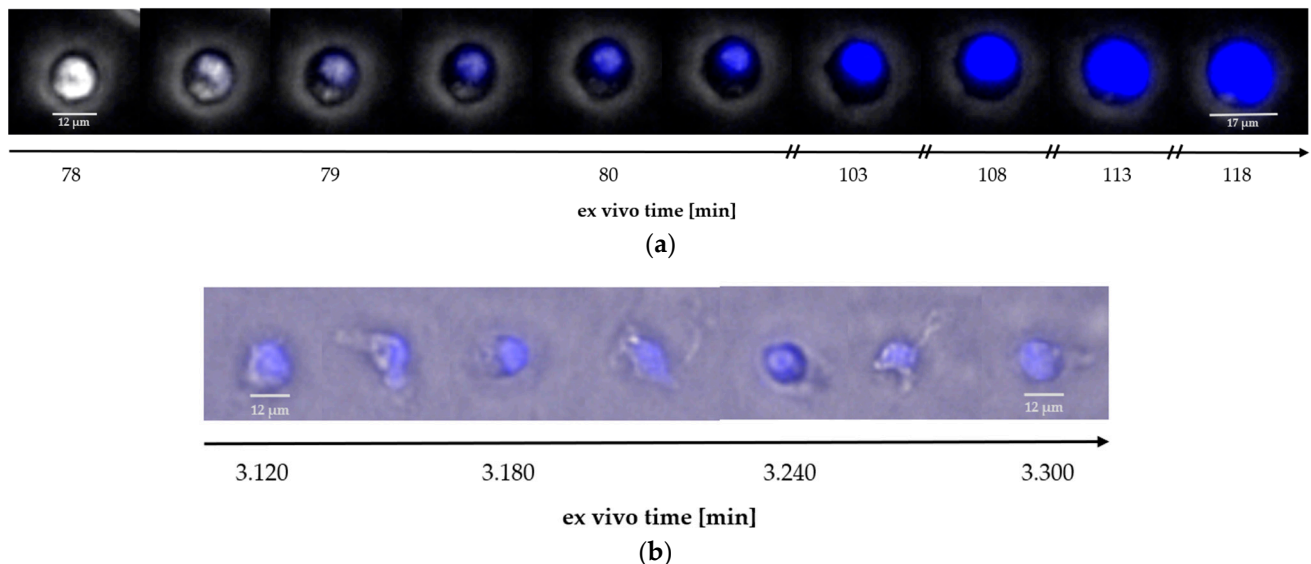 12 µm
17 µm
78 79 80 103 108 113 118
ex vivo time [min]
(a)
12 µm 12 µm
3.120 3.180 3.240 3.300
ex vivo time [min]
(b)